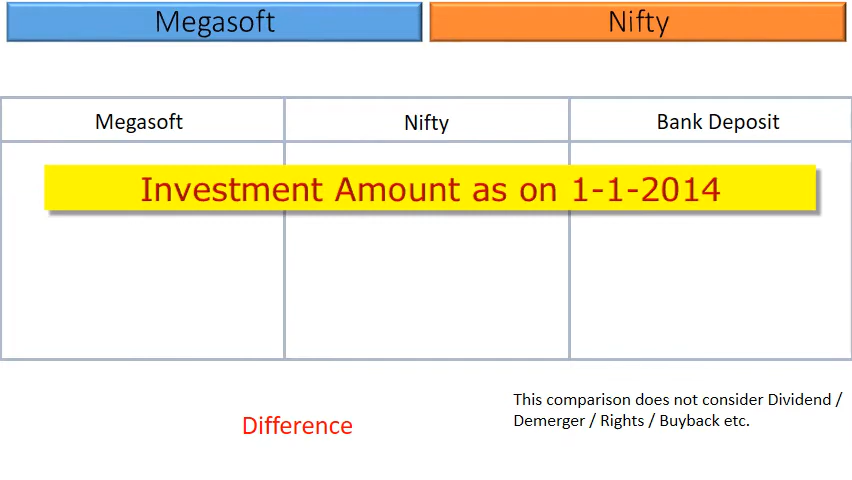 Megasoft
Nifty
Megasoft
Nifty
Bank Deposit
Investment Amount as on 1-1-2014
This comparison does not consider Dividend /
Demerger / Rights / Buyback etc.
Difference